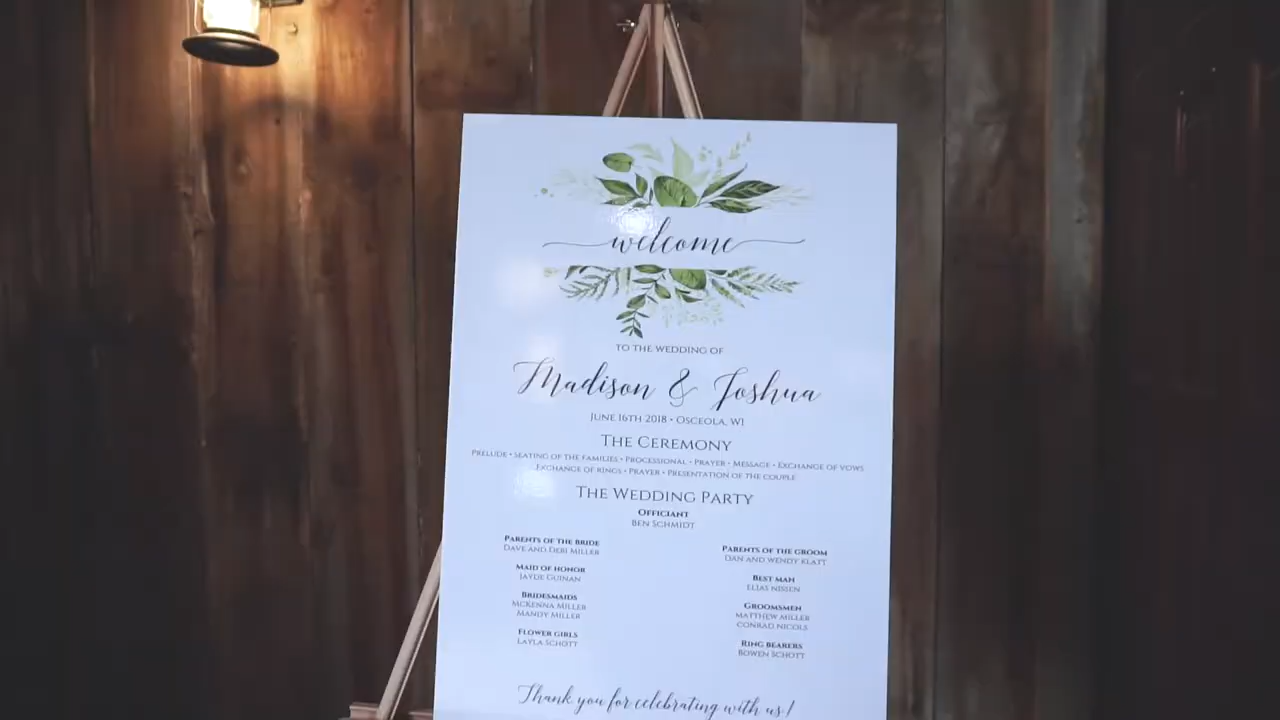 welcome
TO THE WEDDING OF
Madison & Joshua
JUNE 16TH 2018 • OSCEOLA, WI
THE CEREMONY
PRELUDE • SEATING OF THE FAMILIES • PROCESSIONAL • PRAYER • MESSAGE • EXCHANGE OF VOWS
EXCHANGE OF RINGS • PRAYER • PRESENTATION OF THE COUPLE
THE WEDDING PARTY
OFFICIANT
BEN SCHMIDT
PARENTS OF THE BRIDE
DAVE AND DEBI MILLER
MAID OF HONOR
JAYDE GUINAN
BRIDESMAIDS
MCKENNA MILLER
MANDY MILLER
FLOWER GIRLS
LAYLA SCHOTT
PARENTS OF THE GROOM
DAN AND WENDY KLATT
BEST MAN
ELIAS NISSEN
GROOMSMEN
MATTHEW MILLER
CONRAD NICOLS
RING BEARERS
BOWEN SCHOTT
Thank you for celebrating with us!